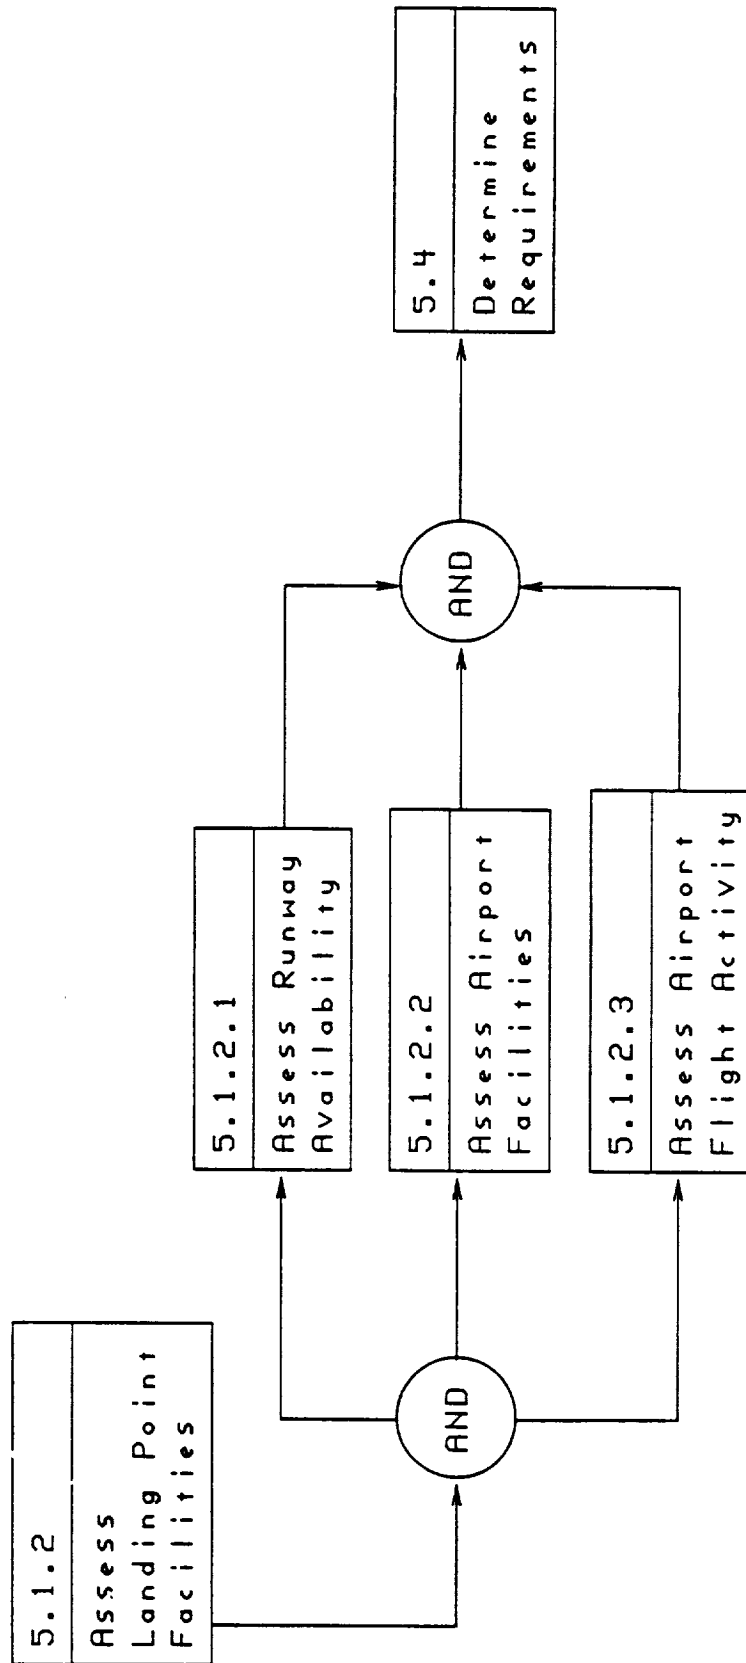 5.1.2
Assess
Landing Point
Facilities
AND
5.1.2.1
Assess Runway
Availability
5.1.2.2
Assess Airport
Facilities
5.1.2.3
Assess Airport
Flight Activity
AND
5.4
Determine
Requirements